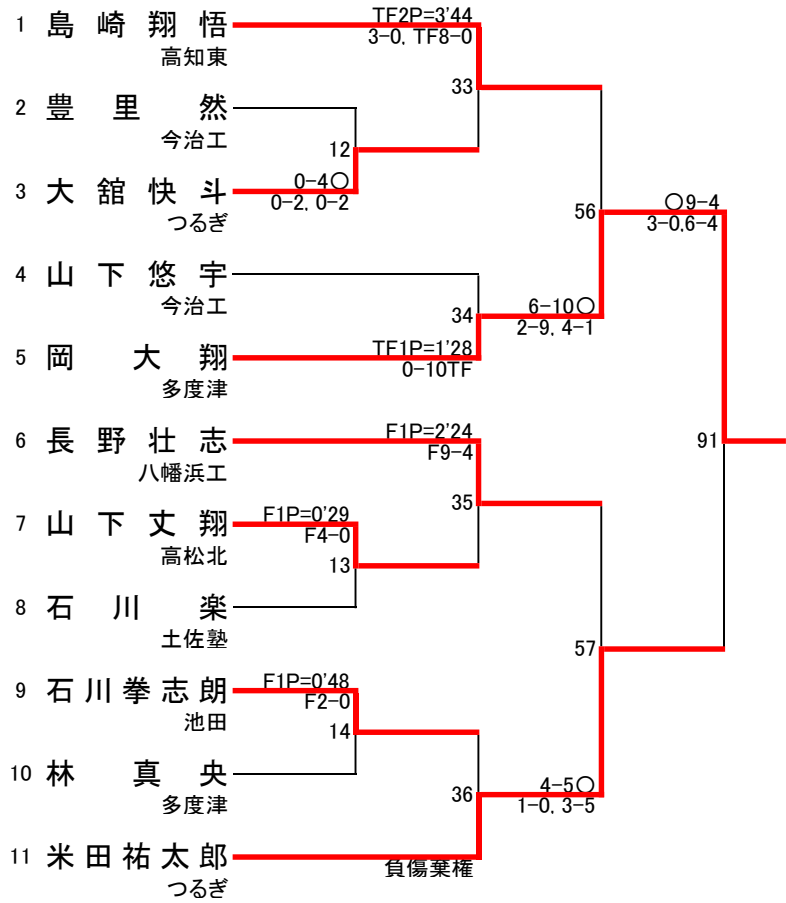 1 島崎翔悟 TF2P=3'44
高知東 3-0, TF8-0
33
2 豊里然
今治工
12
3 大舘快斗 0-4○
つるぎ 0-2, 0-2
56 ○9-4
3-0,6-4
4 山下悠宇
今治工
34 6-10○
2-9, 4-1
5 岡大翔 TF1P=1'28
多度津 0-10TF
6 長野壮志 F1P=2'24
八幡浜工 F9-4
91
35
7 山下丈翔 F1P=0'29
高松北 F4-0
13
8 石川楽
土佐塾
57
9 石川拳志朗 F1P=0'48
池田 F2-0
14
10 林真央
多度津
36 4-5○
1-0, 3-5
11 米田祐太郎 負傷棄権
つるぎ